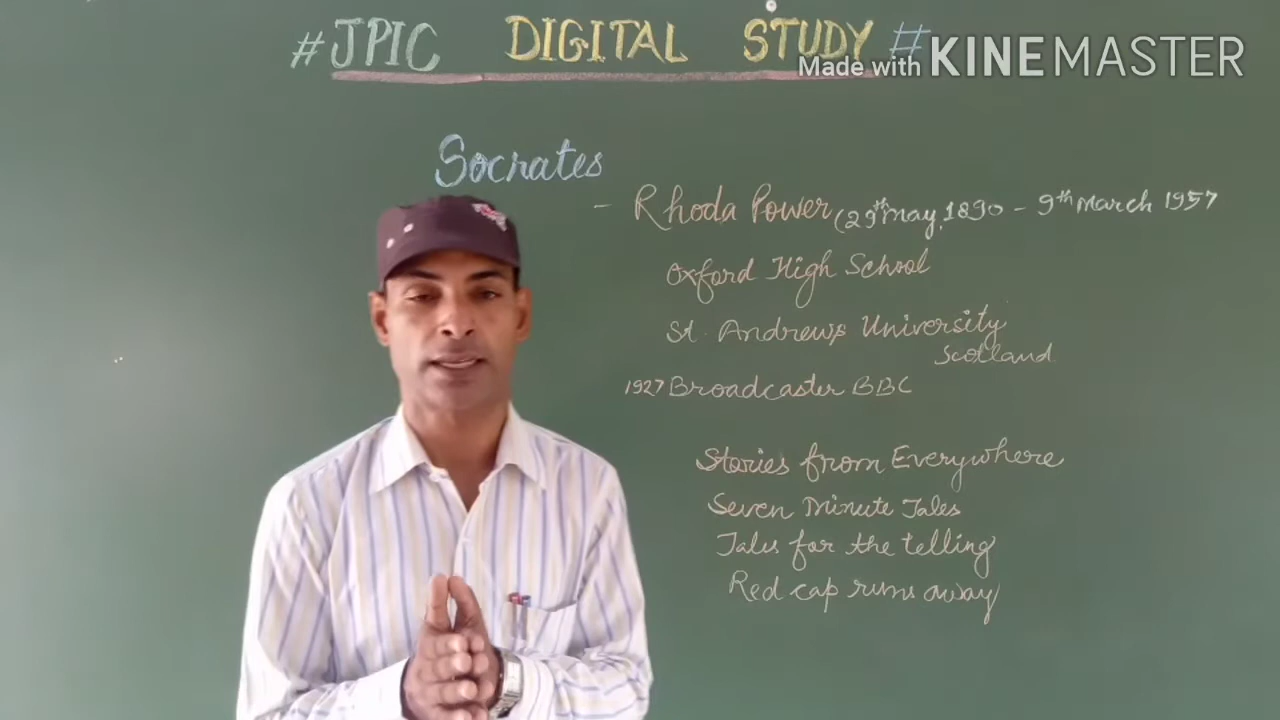 #JPIC DIGITAL STUDY#
Made with KINEMASTER
Socrates
- Rhoda Power (29th May, 1890 - 9th March 1957
Oxford High School
St. Andrews University
Scotland
1927 Broadcaster BBC
Stories from Everywhere
Seven Minute Tales
Tales for the telling
Red cap runs away